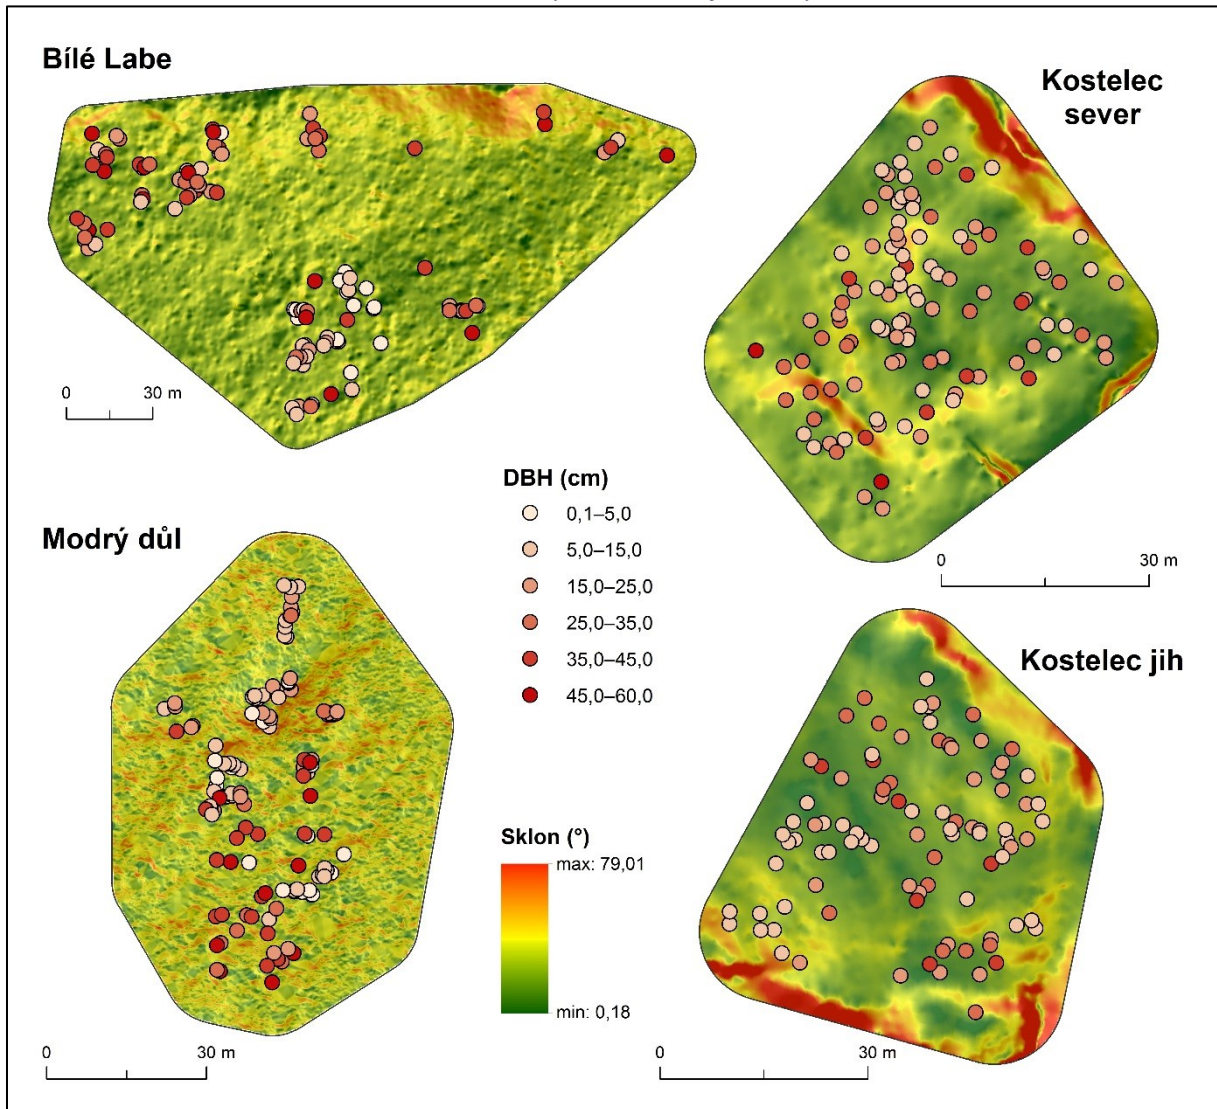 Bílé Labe
Kostelec
sever
0 30 m
DBH (cm)
0,1–5,0
5,0–15,0
15,0–25,0
25,0–35,0
35,0–45,0
45,0–60,0
0 30 m
Modrý důl
Kostelec jih
Sklon (°)
max: 79,01
min: 0,18
0 30 m
0 30 m